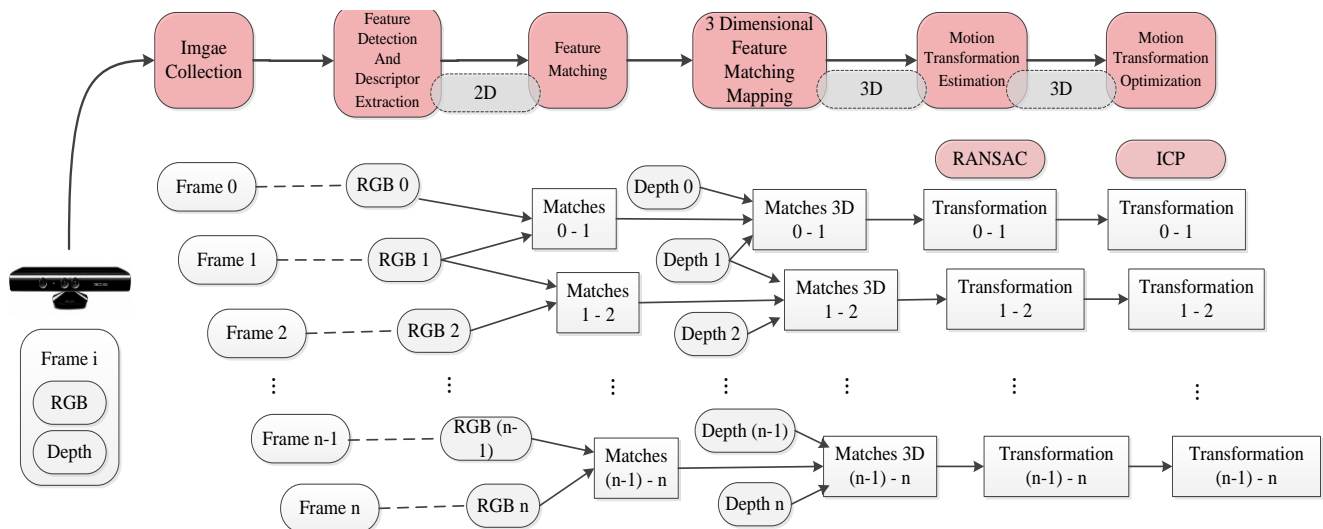 Imgae
Collection
Feature
Detection
And
Descriptor
Extraction
2D
Feature
Matching
3 Dimensional
Feature
Matching
Mapping
3D
Motion
Transformation
Estimation
3D
Motion
Transformation
Optimization
RANSAC
ICP
Frame 0
RGB 0
Matches
0 - 1
Depth 0
Matches 3D
0 - 1
Transformation
0 - 1
Transformation
0 - 1
Frame 1
RGB 1
Depth 1
Matches
1 - 2
Matches 3D
1 - 2
Transformation
1 - 2
Transformation
1 - 2
Frame 2
RGB 2
Depth 2
Frame i
RGB
Depth
Frame n-1
RGB (n-
1)
Matches
(n-1) - n
Depth (n-1)
Matches 3D
(n-1) - n
Transformation
(n-1) - n
Transformation
(n-1) - n
Frame n
RGB n
Depth n